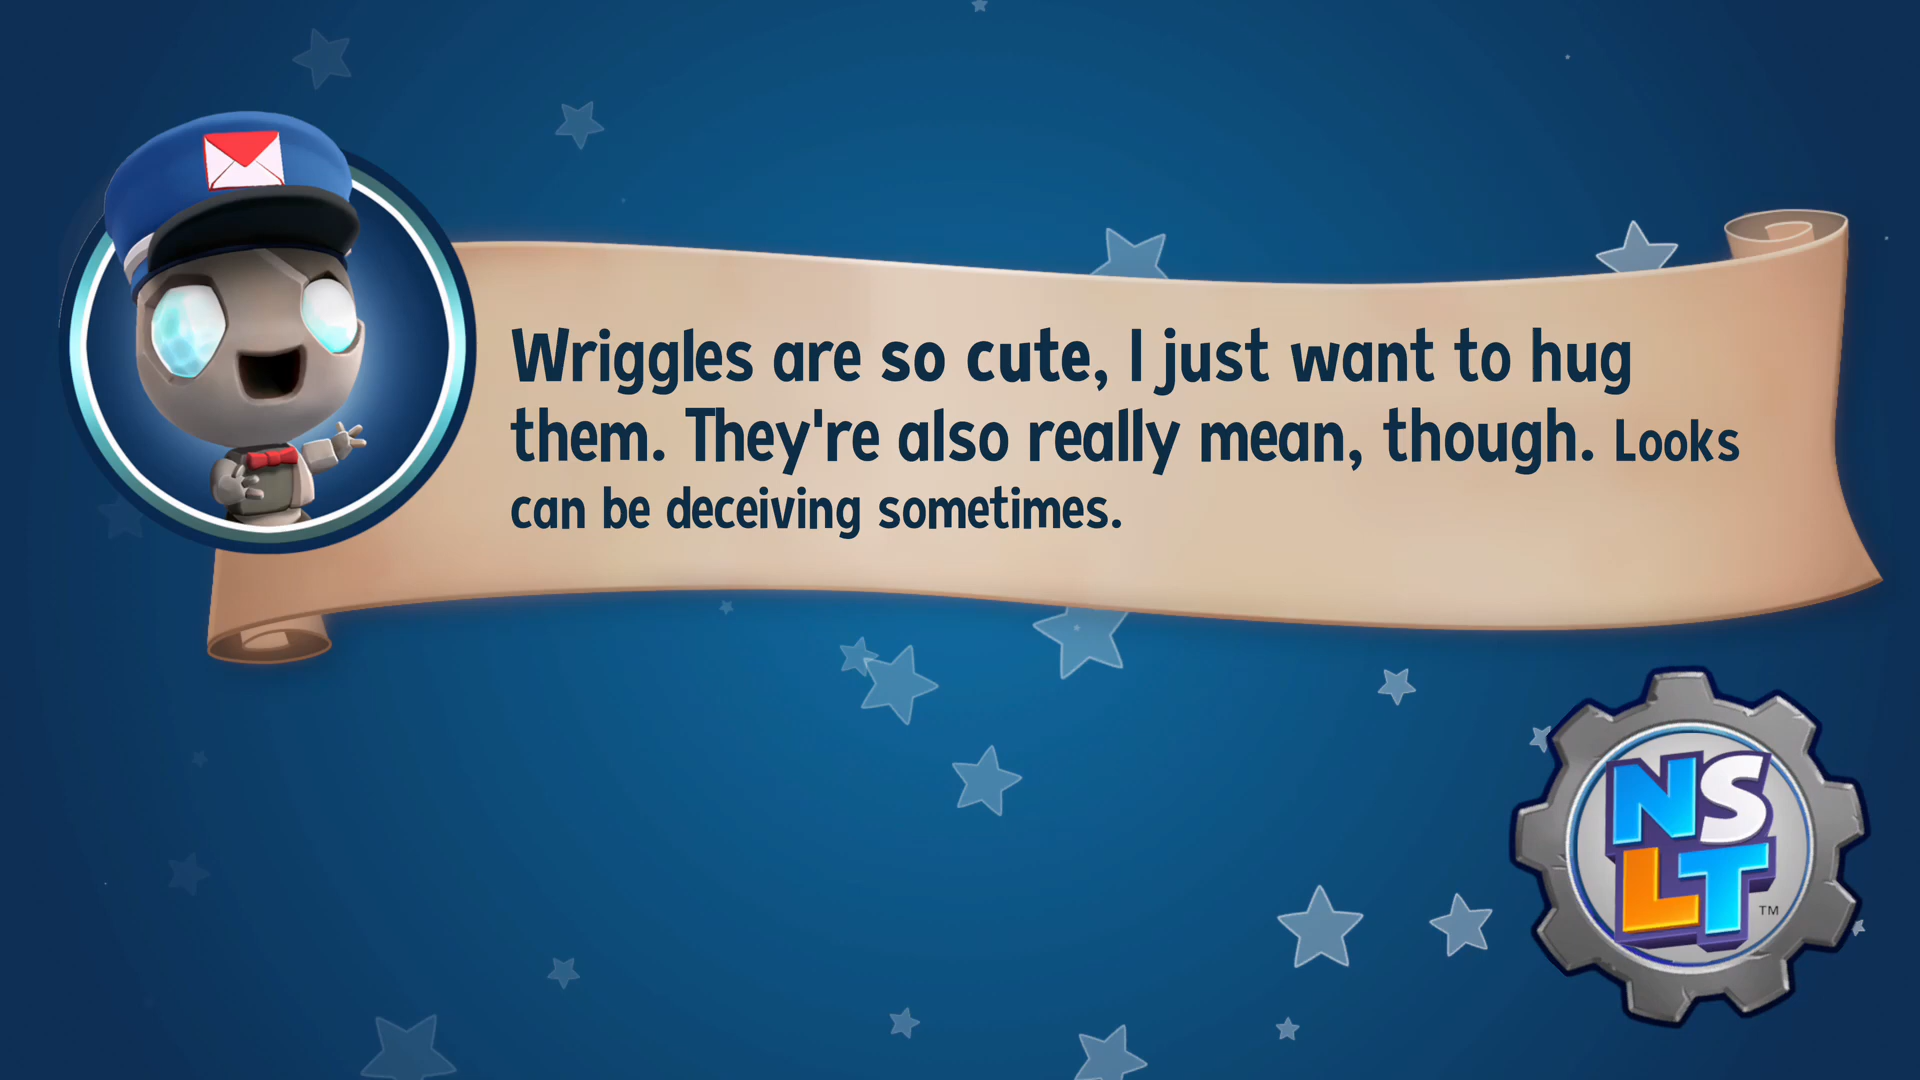 Wriggles are so cute, I just want to hug
them. They're also really mean, though. Looks
can be deceiving sometimes.
NS
LT
TM